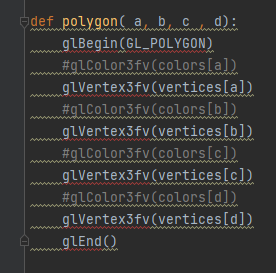 def polygon( a, b, c , d):
    glBegin(GL_POLYGON)
    #glColor3fv(colors[a])
    glVertex3fv(vertices[a])
    #glColor3fv(colors[b])
    glVertex3fv(vertices[b])
    #glColor3fv(colors[c])
    glVertex3fv(vertices[c])
    #glColor3fv(colors[d])
    glVertex3fv(vertices[d])
    glEnd()